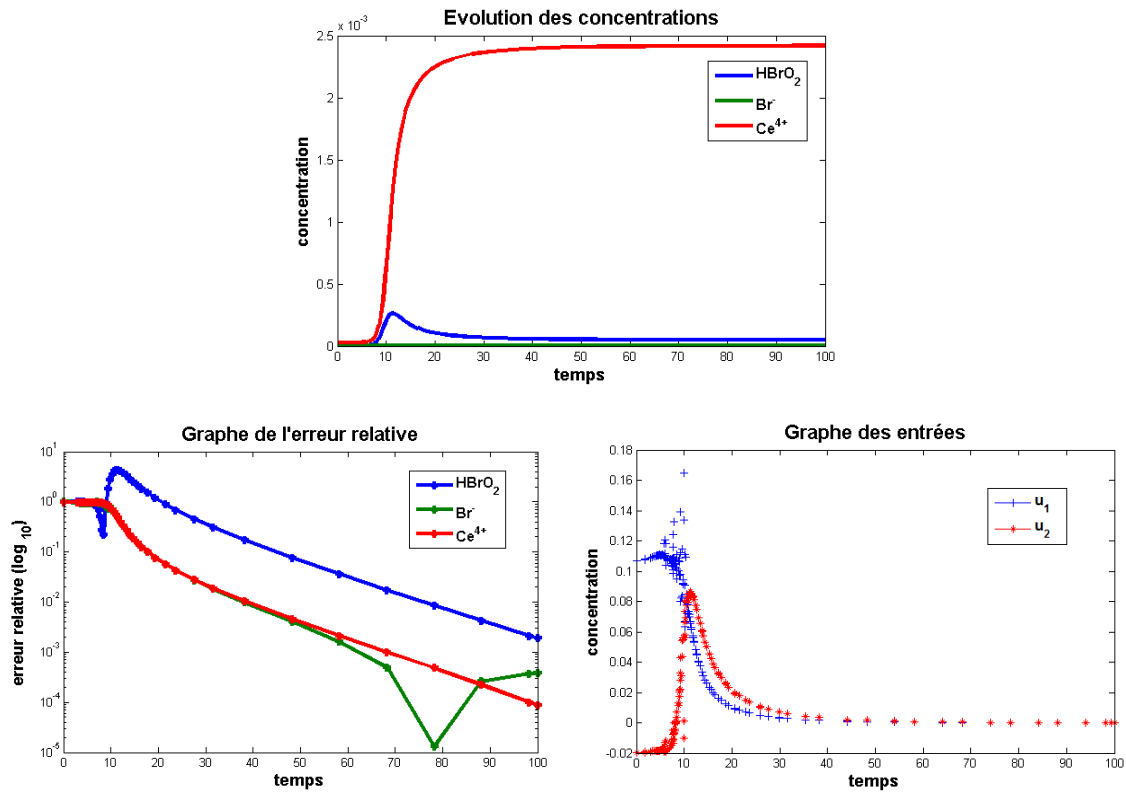 Evolution des concentrations
x 10⁻³
2.5
2
1.5
1
0.5
0
concentration
HBrO₂
Br⁻
Ce⁴⁺
0 10 20 30 40 50 60 70 80 90 100
temps
Graphe de l'erreur relative
10¹
10⁰
10⁻¹
10⁻²
10⁻³
10⁻⁴
10⁻⁵
erreur relative (log ₁₀)
HBrO₂
Br⁻
Ce⁴⁺
0 10 20 30 40 50 60 70 80 90 100
temps
Graphe des entrées
0.18
0.16
0.14
0.12
0.1
0.08
0.06
0.04
0.02
0
-0.02
concentration
u₁
u₂
0 10 20 30 40 50 60 70 80 90 100
temps